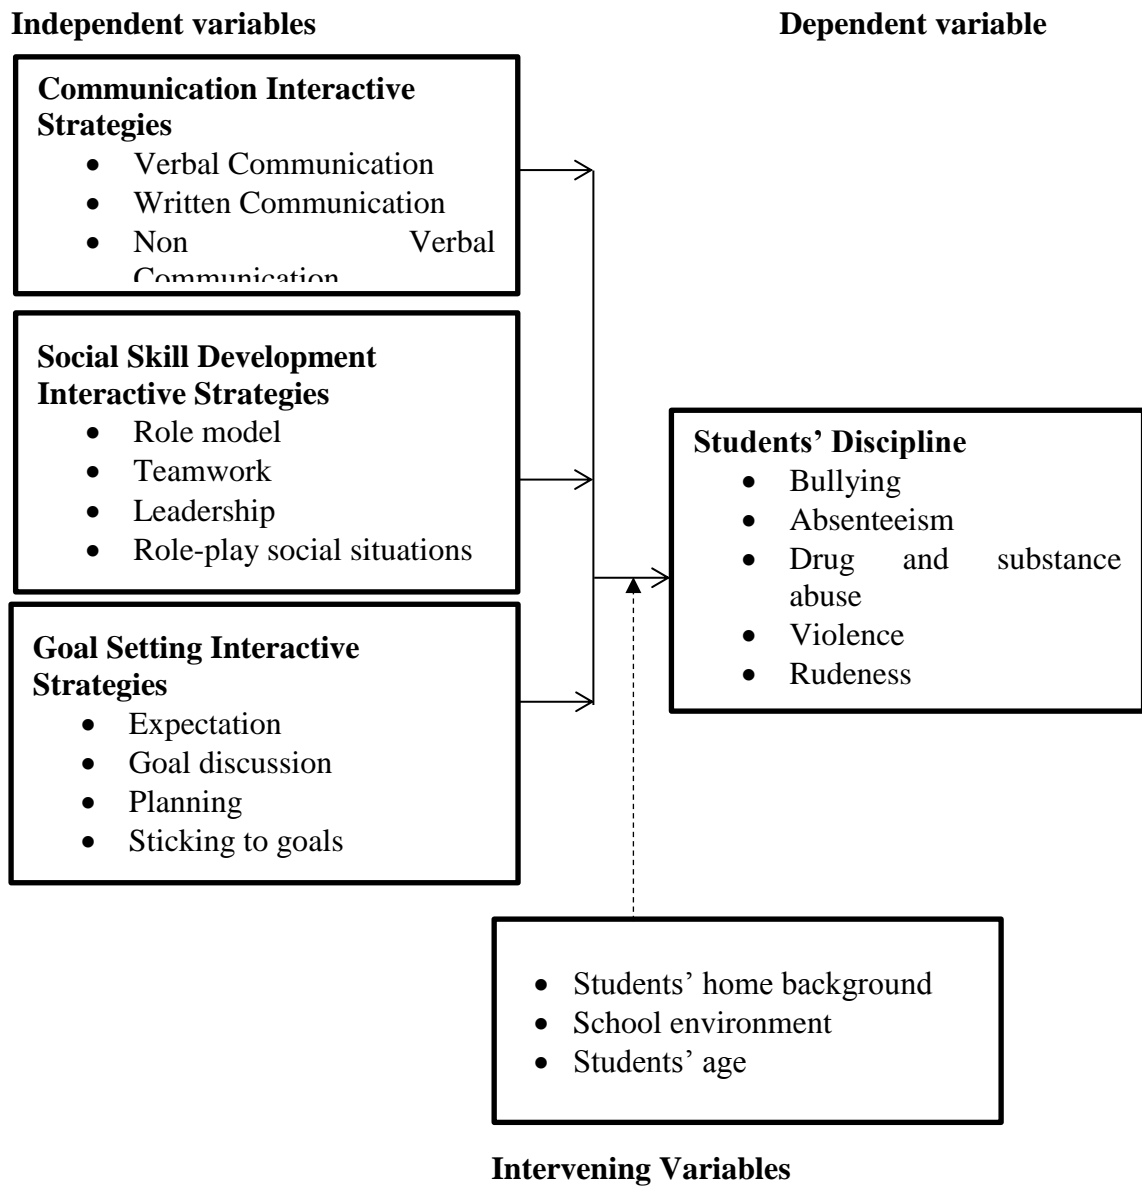 Independent variables
Dependent variable
Communication Interactive
Strategies
• Verbal Communication
• Written Communication
• Non Verbal
Communication
Social Skill Development
Interactive Strategies
• Role model
• Teamwork
• Leadership
• Role-play social situations
Goal Setting Interactive
Strategies
• Expectation
• Goal discussion
• Planning
• Sticking to goals
Students’ Discipline
• Bullying
• Absenteeism
• Drug and substance
abuse
• Violence
• Rudeness
• Students’ home background
• School environment
• Students’ age
Intervening Variables